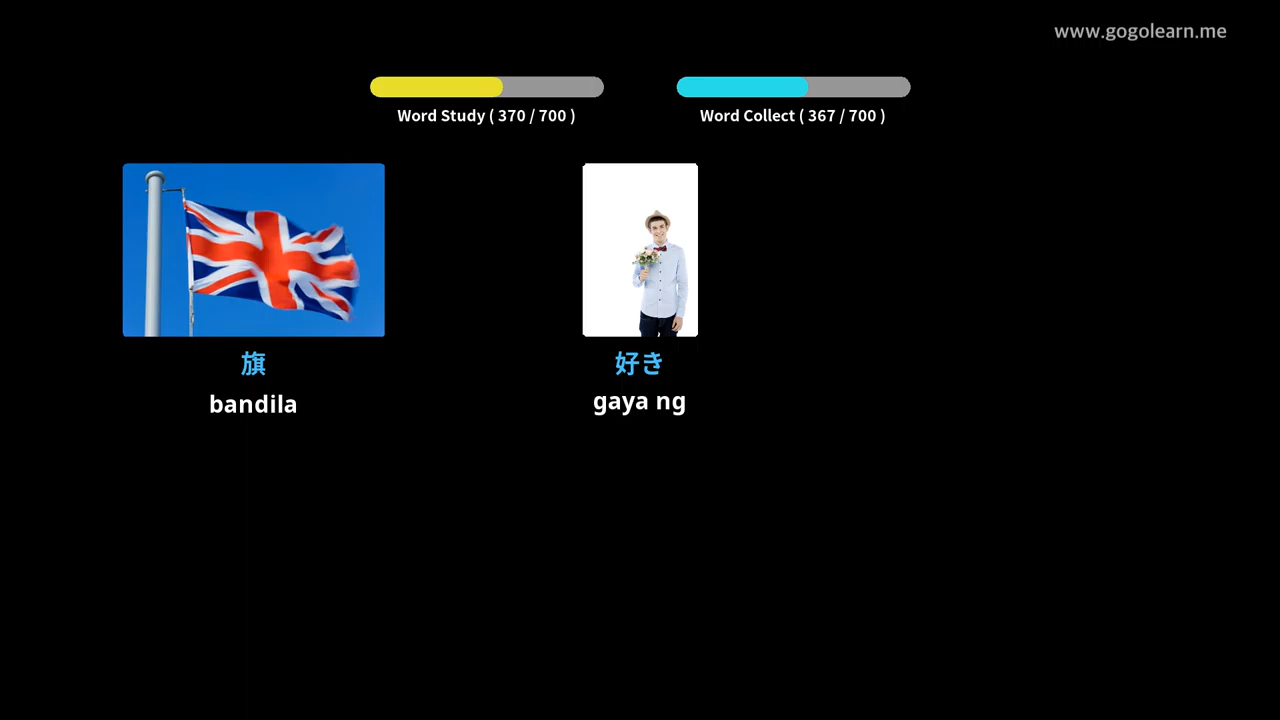 www.gogolearn.me
Word Study ( 370 / 700 )
Word Collect ( 367 / 700 )
旗
bandila
好き
gaya ng